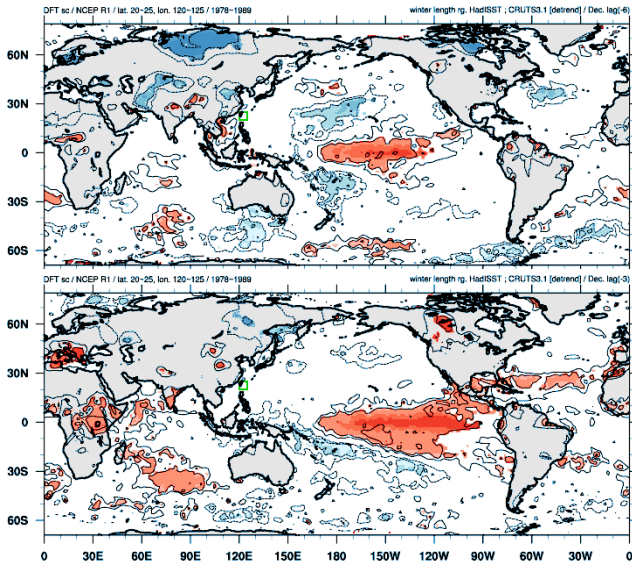 DFT sc / NCEP R1 / lat. 20-25, lon. 120-125 / 1978-1989 winter length rg. HadISST ; CRUTS3.1 [detrend] / Dec. lag(-6)
60N
30N
0
30S
60S
DFT sc / NCEP R1 / lat. 20-25, lon. 120-125 / 1978-1989 winter length rg. HadISST ; CRUTS3.1 [detrend] / Dec. lag(-3)
60N
30N
0
30S
60S
0 30E 60E 90E 120E 150E 180 150W 120W 90W 60W 30W 0